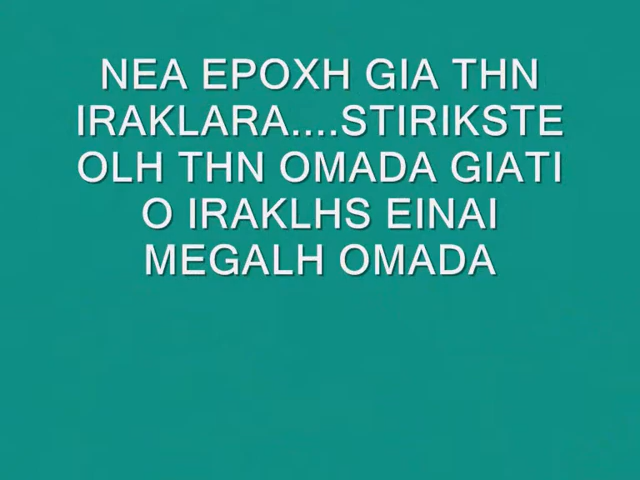 NEA EPOXH GIA THN
IRAKLARA....STIRIKSTE
OLH THN OMADA GIATI
O IRAKLHS EINAI
MEGALH OMADA